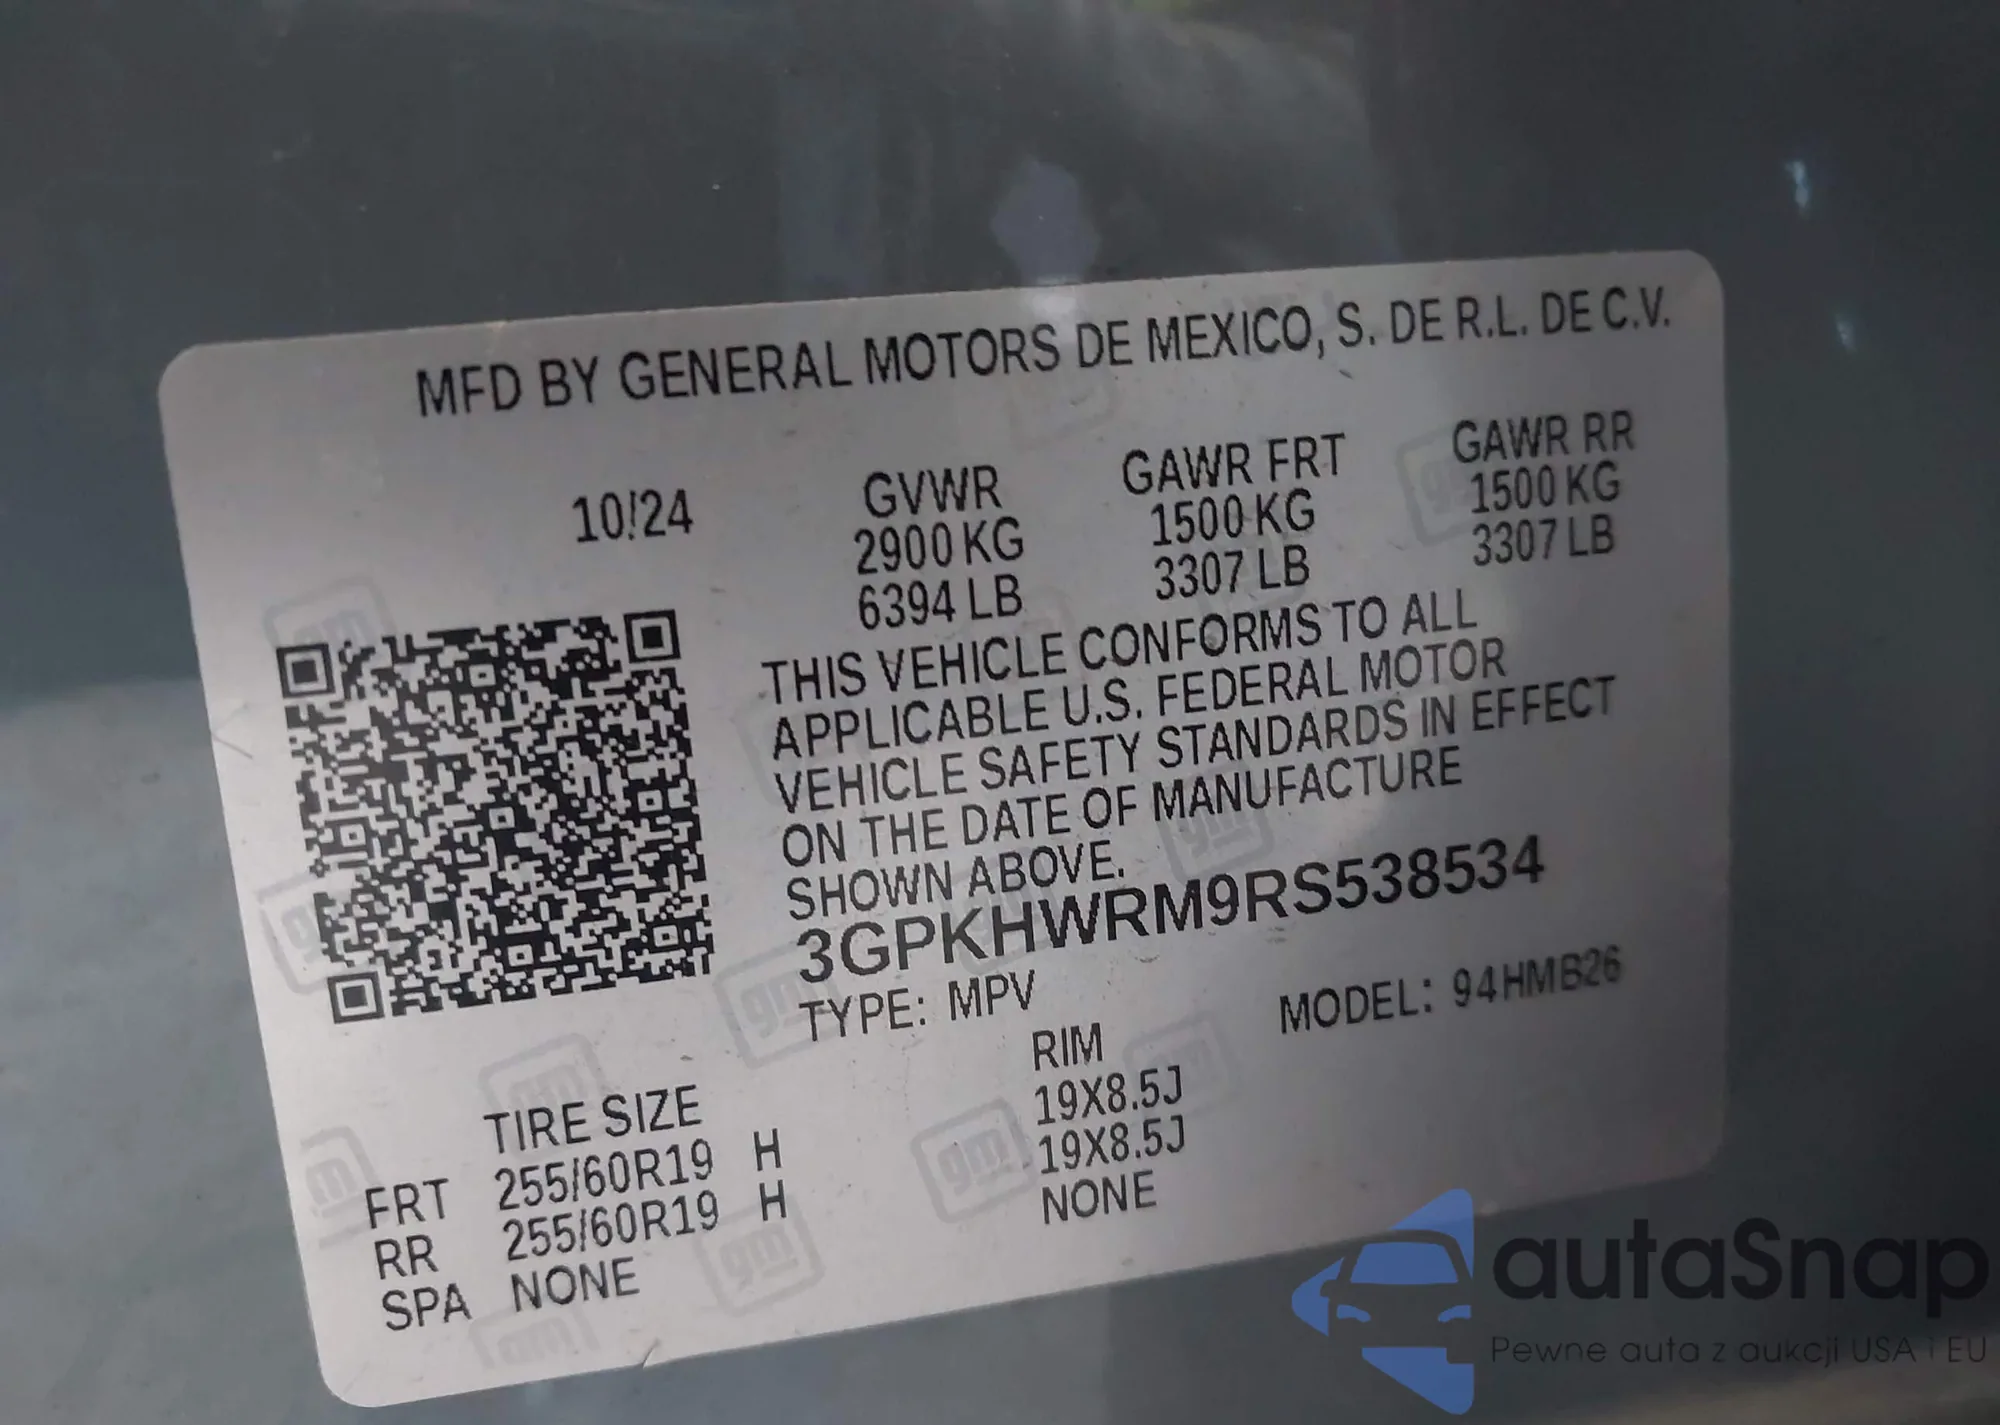 MFD BY GENERAL MOTORS DE MEXICO, S. DE R.L. DE C.V.
10/24
GVWR GAWR FRT GAWR RR
2900 KG 1500 KG 1500 KG
6394 LB 3307 LB 3307 LB
THIS VEHICLE CONFORMS TO ALL
APPLICABLE U.S. FEDERAL MOTOR
VEHICLE SAFETY STANDARDS IN EFFECT
ON THE DATE OF MANUFACTURE
SHOWN ABOVE.
3GPKHWRM9RS538534
TYPE: MPV MODEL: 94HMB26
TIRE SIZE RIM
FRT 255/60R19 H 19X8.5J
RR 255/60R19 H 19X8.5J
SPA NONE NONE
autaSnap
Pewne auta z aukcji USA i EU